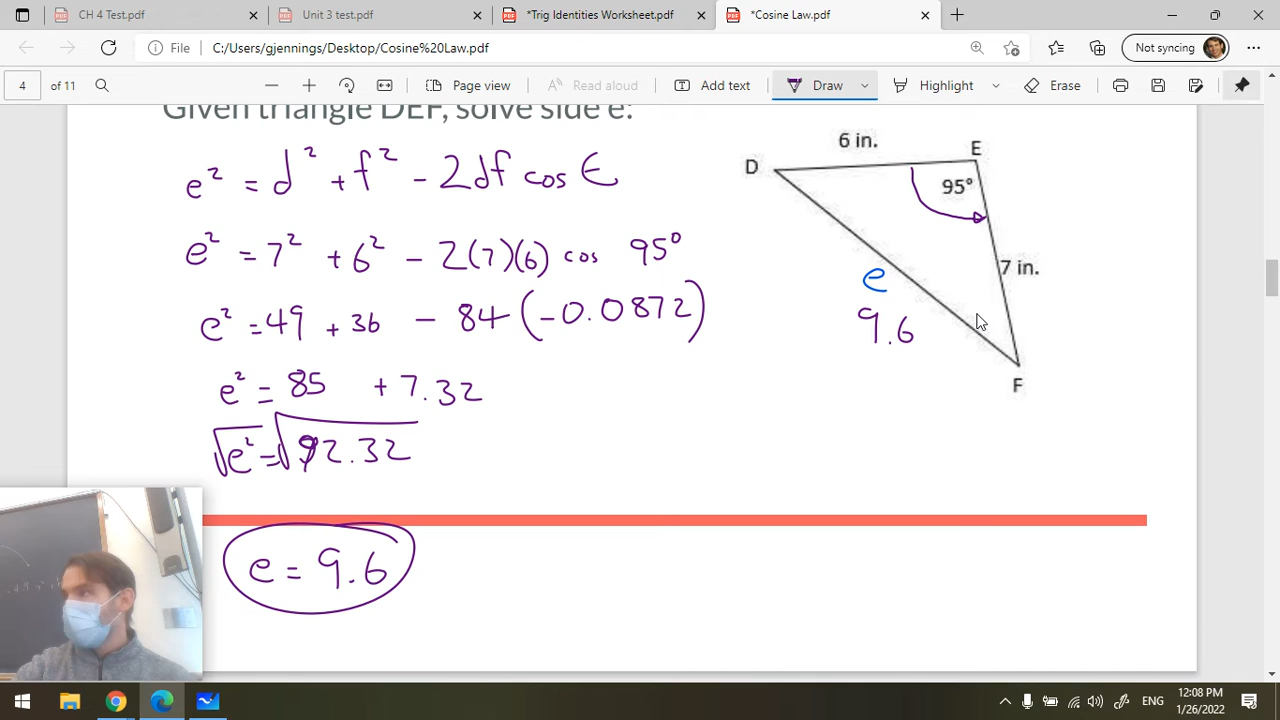 CH 4 Test.pdf
Unit 3 test.pdf
*Trig Identities Worksheet.pdf
*Cosine Law.pdf
File
C:/Users/gjennings/Desktop/Cosine%20Law.pdf
Not syncing
4 of 11
Page view
Read aloud
Add text
Draw
Highlight
Erase
Given triangle DEF, solve side e:
e² = d² + f² - 2df cos E
e² = 7² + 6² - 2(7)(6) cos 95°
e² = 49 + 36 - 84 (-0.0872)
e² = 85 + 7.32
√e² = √92.32
e = 9.6
6 in.
D
E
95°
7 in.
e
9.6
F
ENG
12:08 PM
1/26/2022